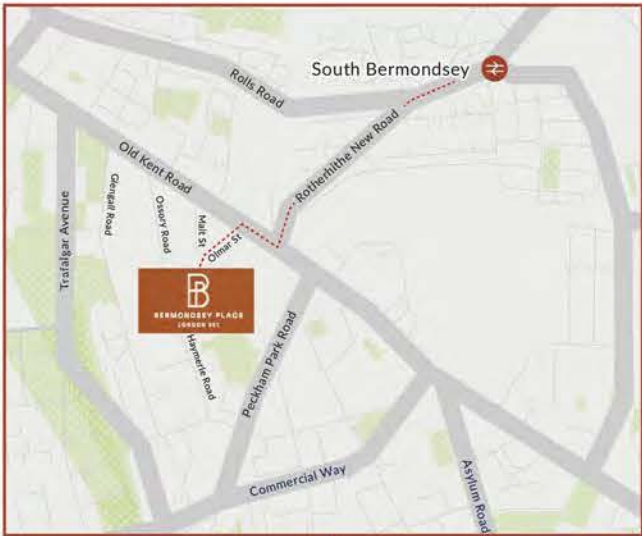 South Bermondsey
Rolls Road
Rotherhithe New Road
Old Kent Road
Glengall Road
Ossory Road
Malt St
Olmar St
Trafalgar Avenue
B
BERMONDSEY PLACE
LONDON SE1
Haymerle Road
Peckham Park Road
Commercial Way
Asylum Road